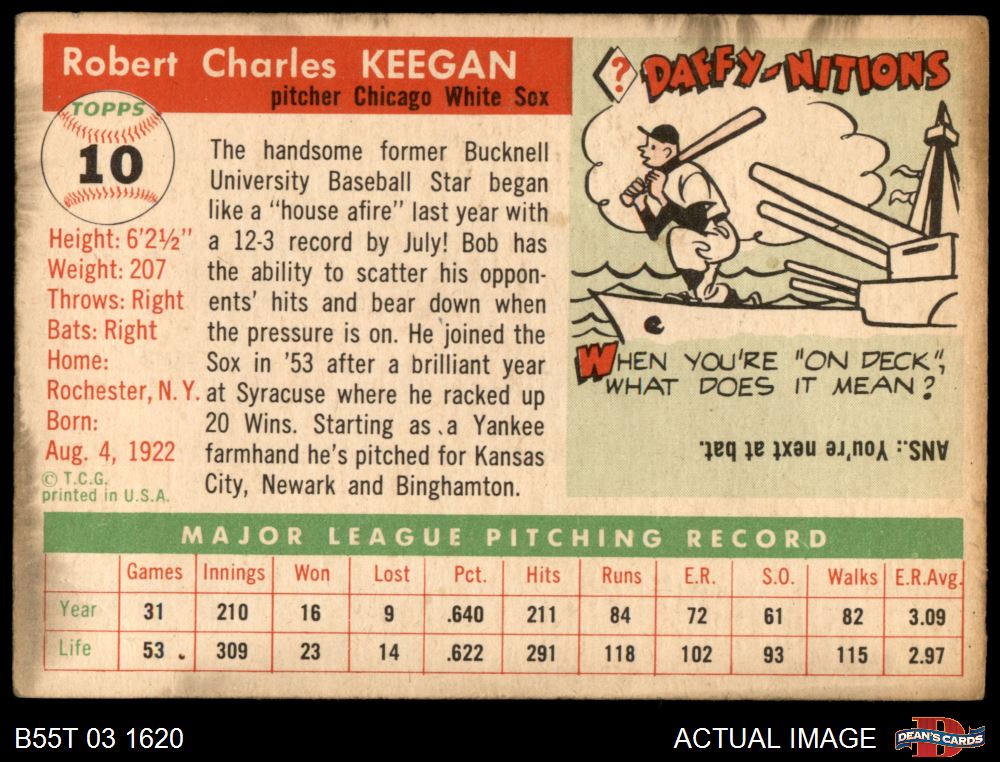 Robert Charles KEEGAN
pitcher Chicago White Sox
TOPPS
10
Height: 6'2½"
Weight: 207
Throws: Right
Bats: Right
Home:
Rochester, N.Y.
Born:
Aug. 4, 1922
© T.C.G.
printed in U.S.A.
The handsome former Bucknell
University Baseball Star began
like a "house afire" last year with
a 12-3 record by July! Bob has
the ability to scatter his oppon-
ents' hits and bear down when
the pressure is on. He joined the
Sox in '53 after a brilliant year
at Syracuse where he racked up
20 Wins. Starting as a Yankee
farmhand he's pitched for Kansas
City, Newark and Binghamton.
? DAFFY-NITIONS
WHEN YOU'RE "ON DECK",
WHAT DOES IT MEAN?
ANS.: You're next at bat.
MAJOR LEAGUE PITCHING RECORD
Games Innings Won Lost Pct. Hits Runs E.R. S.O. Walks E.R.Avg.
Year 31 210 16 9 .640 211 84 72 61 82 3.09
Life 53 309 23 14 .622 291 118 102 93 115 2.97
B55T 03 1620
ACTUAL IMAGE
D
DEAN'S CARDS